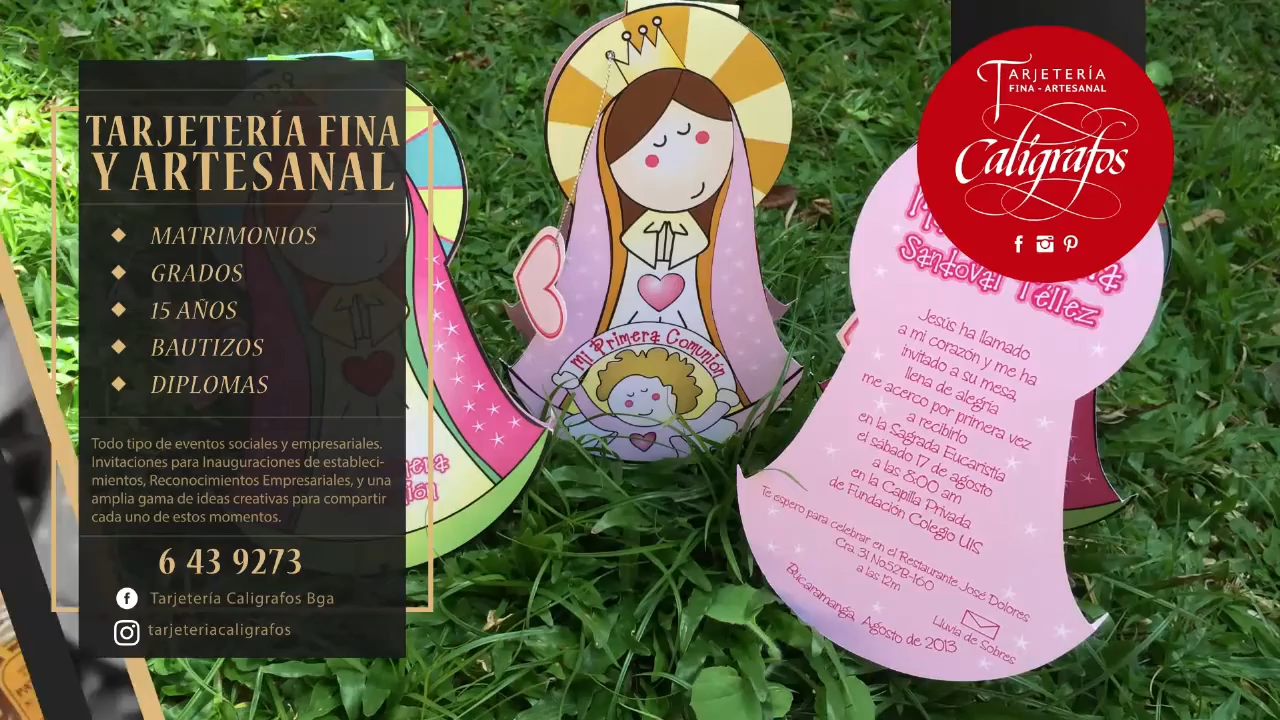 TARJETERÍA FINA
Y ARTESANAL
MATRIMONIOS
GRADOS
15 AÑOS
BAUTIZOS
DIPLOMAS
Todo tipo de eventos sociales y empresariales.
Invitaciones para Inauguraciones de estableci-
mientos, Reconocimientos Empresariales, y una
amplia gama de ideas creativas para compartir
cada uno de estos momentos.
6 43 9273
Tarjetería Caligrafos Bga
tarjeteriacaligrafos
Mi Primera Comunión
TARJETERÍA
FINA - ARTESANAL
Calígrafos
Sandoval Téllez
Jesús ha llamado
a mi corazón y me ha
invitado a su mesa,
llena de alegría
me acerco por primera vez
a recibirlo
en la Sagrada Eucaristía
el sábado 17 de agosto
a las 8:00 am
en la Capilla Privada
de Fundación Colegio UIS
Te espero para celebrar en el Restaurante José Dolores
Cra. 31 No.52B-160
a las 12m
Lluvia de Sobres
Bucaramanga, Agosto de 2013